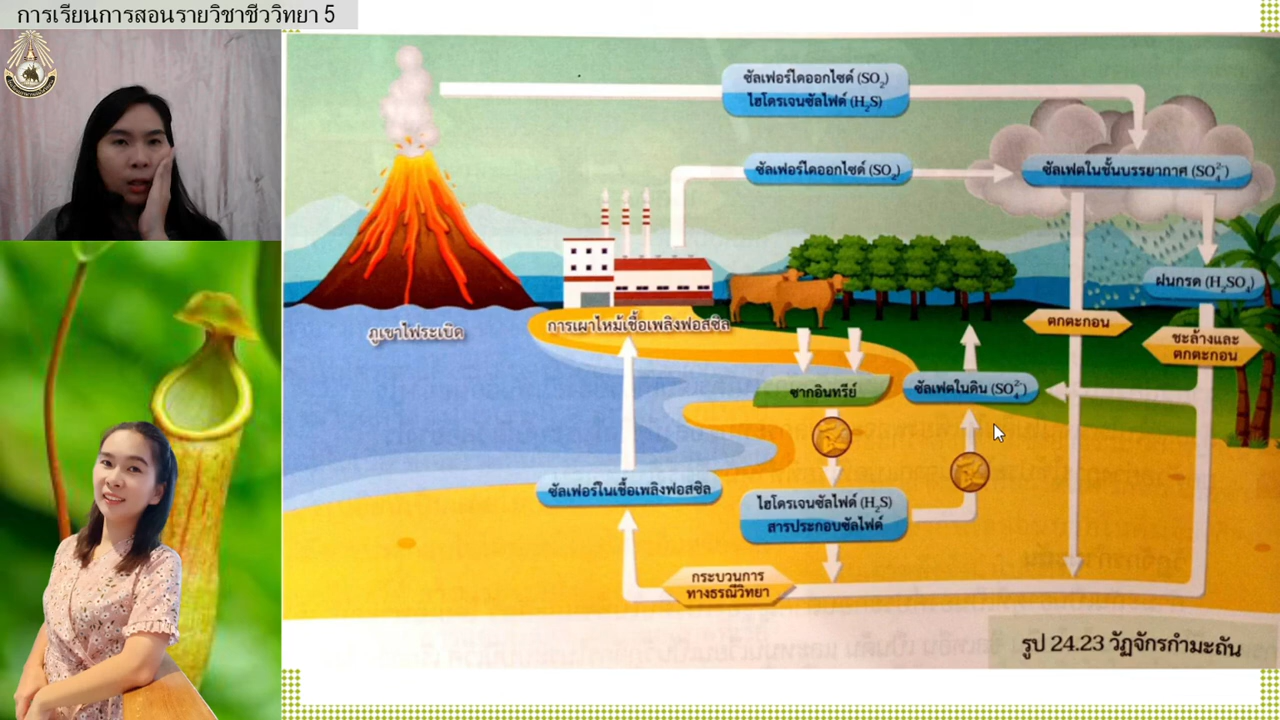 การเรียนการสอนรายวิชาชีววิทยา 5
ซัลเฟอร์ไดออกไซด์ (SO₂)
ไฮโดรเจนซัลไฟด์ (H₂S)
ซัลเฟอร์ไดออกไซด์ (SO₂)
ซัลเฟตในชั้นบรรยากาศ (SO₄²⁻)
ฝนกรด (H₂SO₄)
ภูเขาไฟระเบิด
การเผาไหม้เชื้อเพลิงฟอสซิล
ตกตะกอน
ชะล้างและ
ตกตะกอน
ซากอินทรีย์
ซัลเฟตในดิน (SO₄²⁻)
ซัลเฟอร์ในเชื้อเพลิงฟอสซิล
ไฮโดรเจนซัลไฟด์ (H₂S)
สารประกอบซัลไฟด์
กระบวนการ
ทางธรณีวิทยา
รูป 24.23 วัฏจักรกำมะถัน